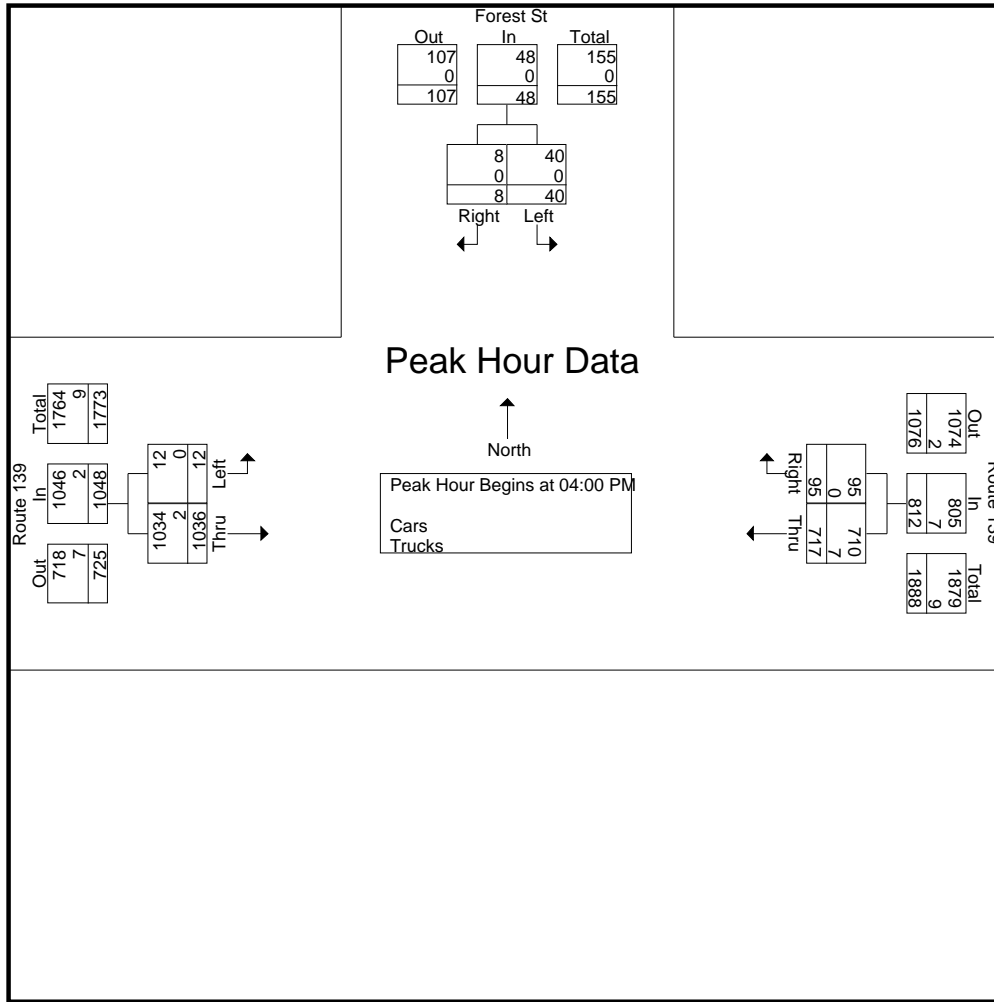 Forest St
Out In Total
107 48 155
0 0 0
107 48 155
8 40
0 0
8 40
Right Left
Peak Hour Data
North
Peak Hour Begins at 04:00 PM
Cars
Trucks
Route 139
Total
1764 9 1773
In
1046 2 1048
Out
718 7 725
Left
12 0 12
Thru
1034 2 1036
Route 139
Out
1074 2 1076
In
805 7 812
Total
1879 9 1888
Right
95 0 95
Thru
710 7 717